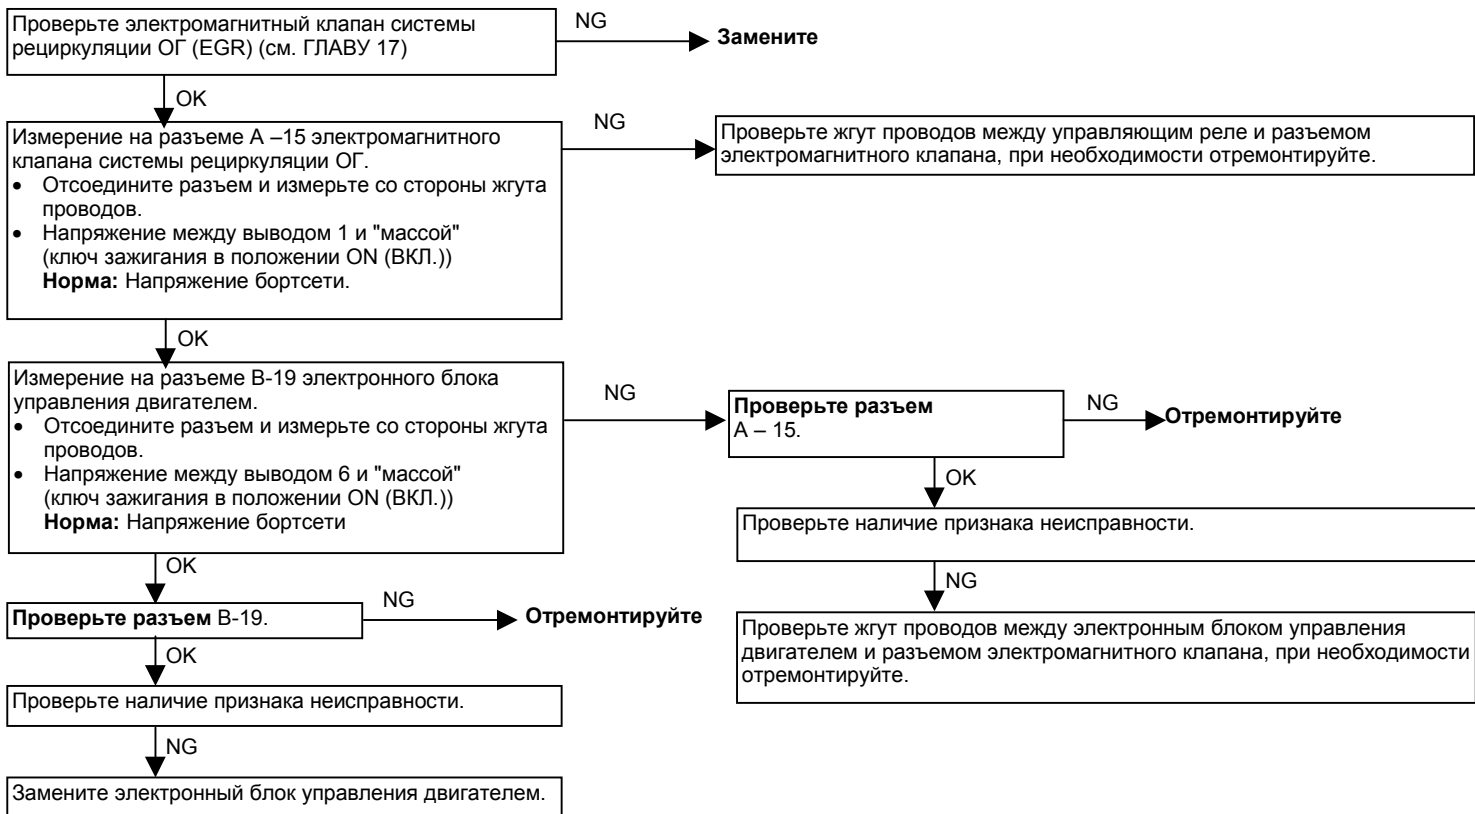 Проверьте электромагнитный клапан системы
рециркуляции ОГ (EGR) (см. ГЛАВУ 17)
NG
Замените
OK
Измерение на разъеме А –15 электромагнитного
клапана системы рециркуляции ОГ.
• Отсоедините разъем и измерьте со стороны жгута
проводов.
• Напряжение между выводом 1 и "массой"
(ключ зажигания в положении ON (ВКЛ.))
Норма: Напряжение бортсети.
NG
Проверьте жгут проводов между управляющим реле и разъемом
электромагнитного клапана, при необходимости отремонтируйте.
OK
Измерение на разъеме В-19 электронного блока
управления двигателем.
• Отсоедините разъем и измерьте со стороны жгута
проводов.
• Напряжение между выводом 6 и "массой"
(ключ зажигания в положении ON (ВКЛ.))
Норма: Напряжение бортсети
NG
Проверьте разъем
А – 15.
NG
Отремонтируйте
OK
Проверьте наличие признака неисправности.
NG
Проверьте жгут проводов между электронным блоком управления
двигателем и разъемом электромагнитного клапана, при необходимости
отремонтируйте.
OK
Проверьте разъем В-19.
NG
Отремонтируйте
OK
Проверьте наличие признака неисправности.
NG
Замените электронный блок управления двигателем.